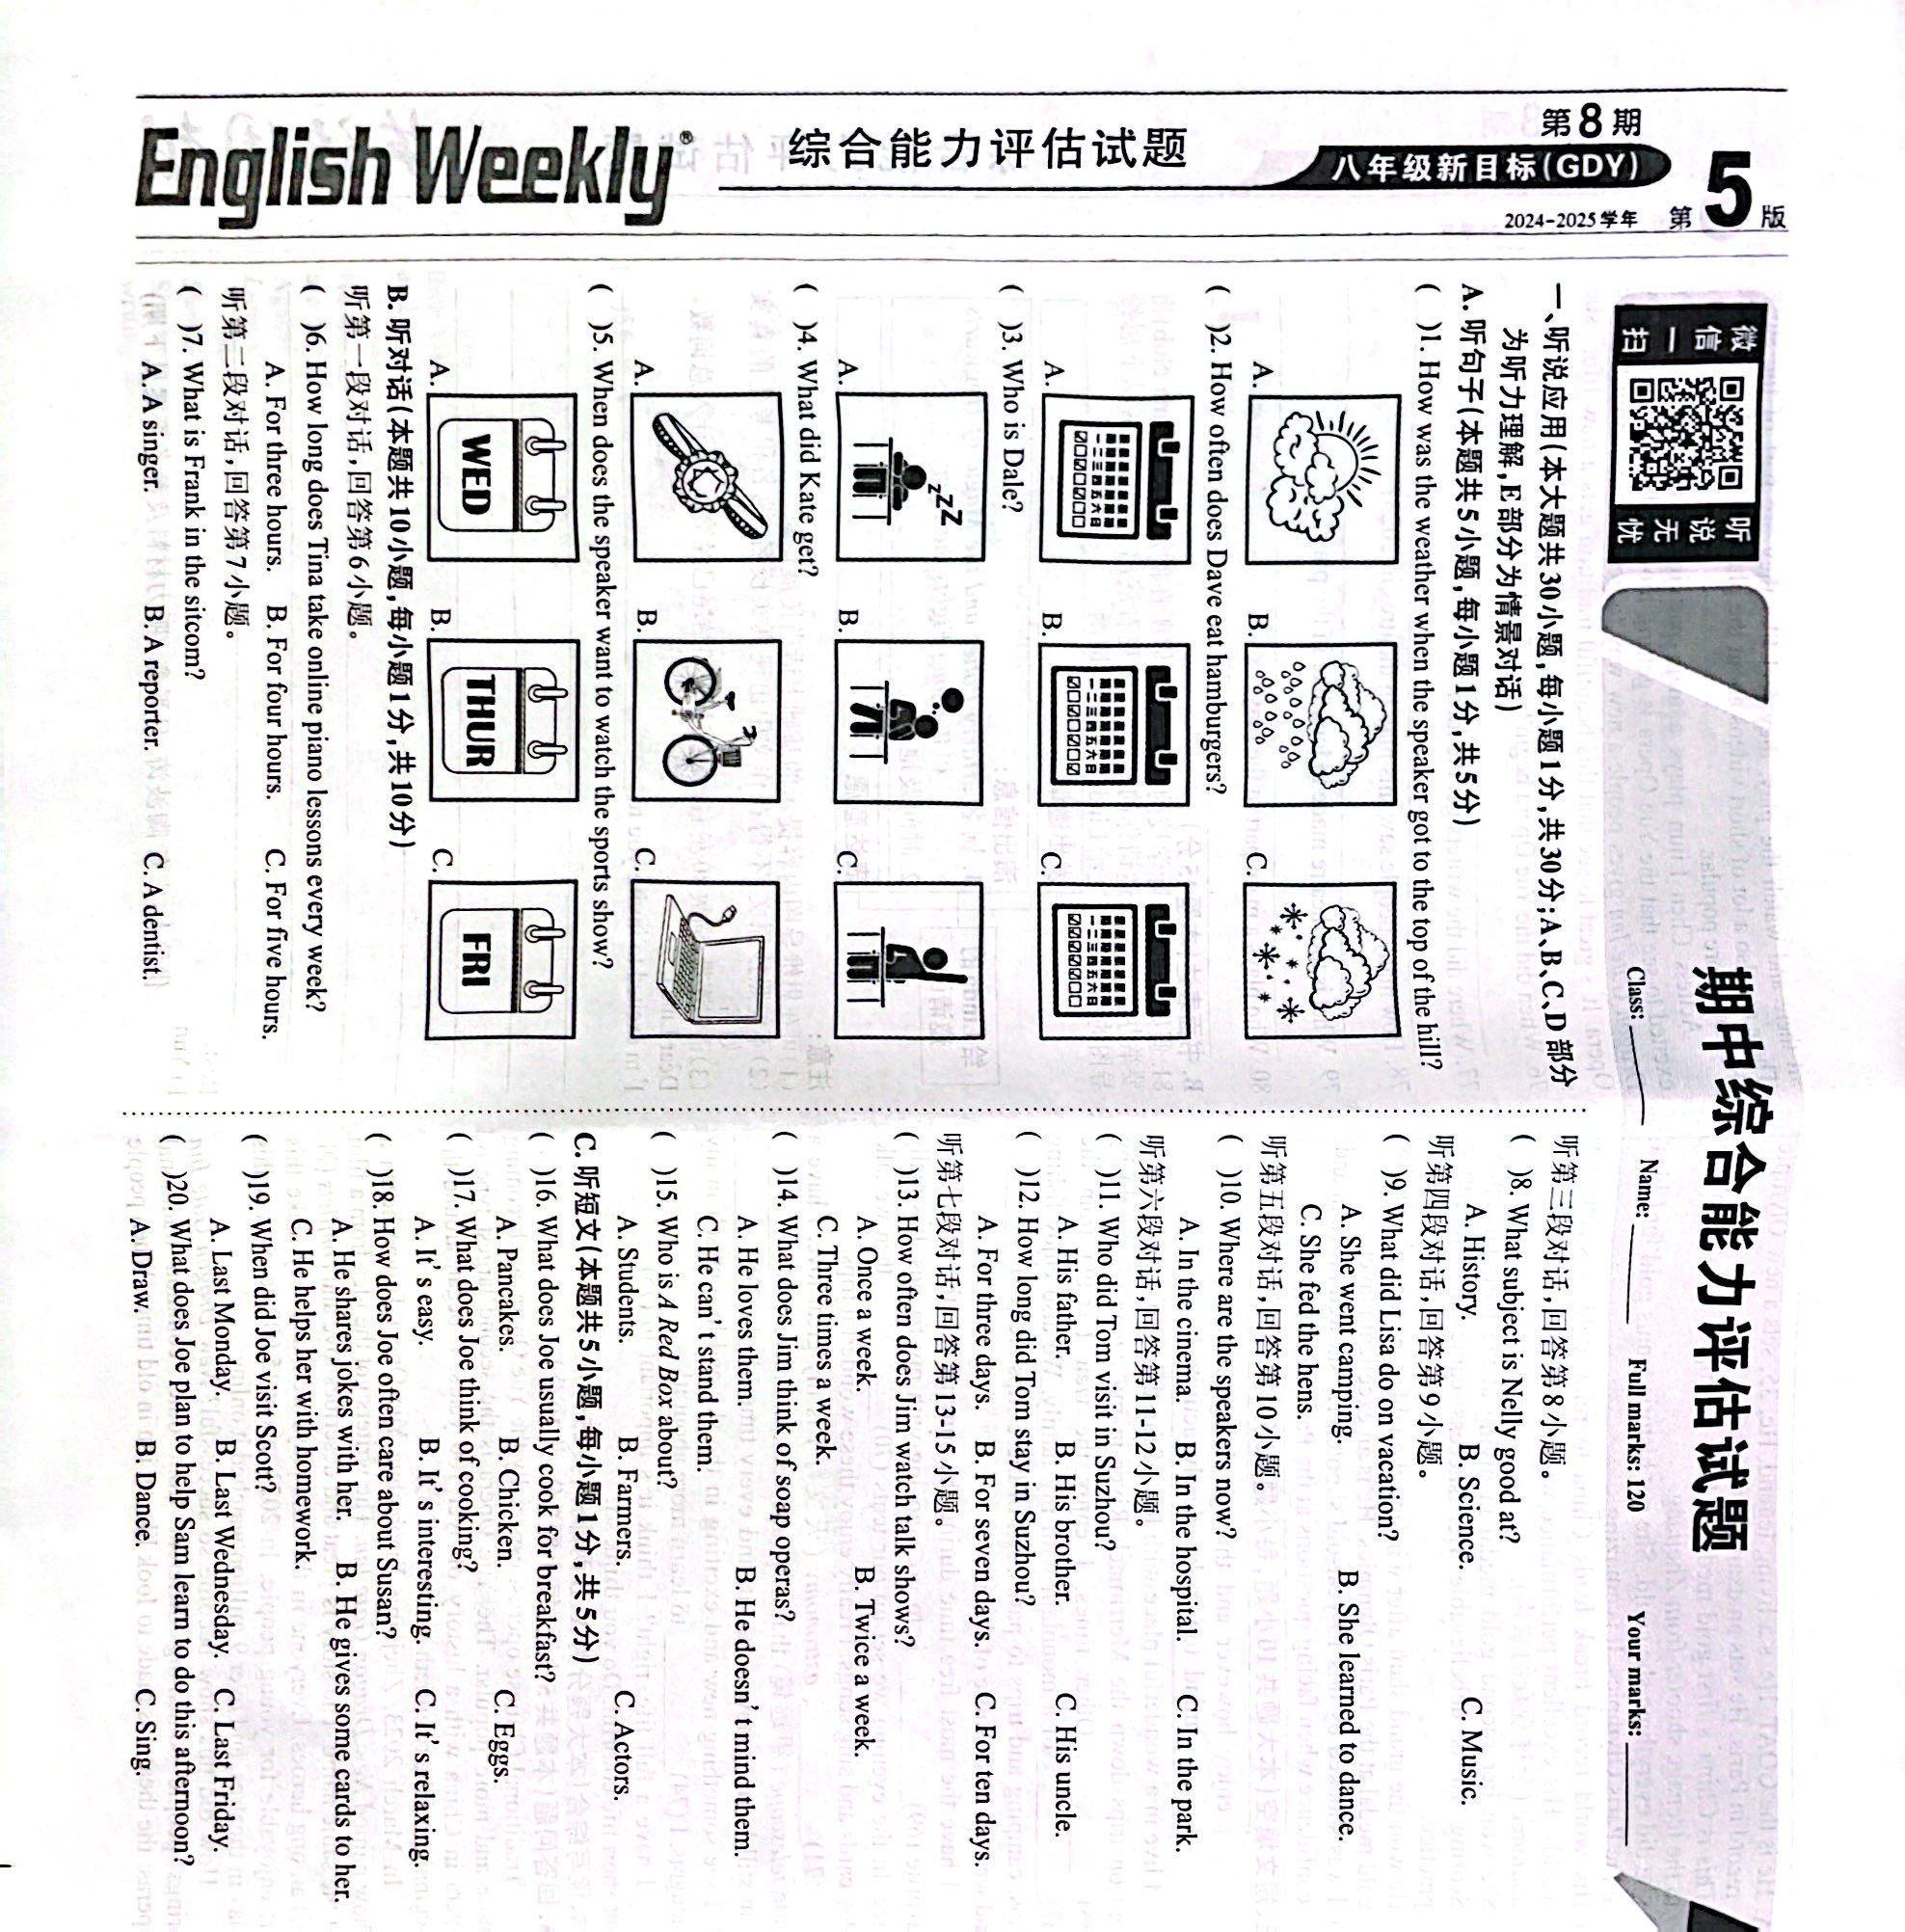 English Weekly®
综合能力评估试题
第8期
八年级新目标(GDY)
2024-2025学年
第5版
微信扫一扫
听说无忧
期中综合能力评估试题
Class: Name: Full marks: 120 Your marks:
一、听说应用(本大题共30小题,每小题1分,共30分;A、B、C、D部分
为听力理解,E部分为情景对话)
A. 听句子(本题共5小题,每小题1分,共5分)
( )1. How was the weather when the speaker got to the top of the hill?
A. B. C.
( )2. How often does Dave eat hamburgers?
A. B. C.
一二三四五六日
一二三四五六日
一二三四五六日
( )3. Who is Dale?
A. B. C.
zZZ
( )4. What did Kate get?
A. B. C.
( )5. When does the speaker want to watch the sports show?
A. B. C.
WED THUR FRI
B. 听对话(本题共10小题,每小题1分,共10分)
听第一段对话,回答第6小题。
( )6. How long does Tina take online piano lessons every week?
A. For three hours. B. For four hours. C. For five hours.
听第二段对话,回答第7小题。
( )7. What is Frank in the sitcom?
A. A singer. B. A reporter. C. A dentist.
听第三段对话,回答第8小题。
( )8. What subject is Nelly good at?
A. History. B. Science. C. Music.
听第四段对话,回答第9小题。
( )9. What did Lisa do on vacation?
A. She went camping. B. She learned to dance.
C. She fed the hens.
听第五段对话,回答第10小题。
( )10. Where are the speakers now?
A. In the cinema. B. In the hospital. C. In the park.
听第六段对话,回答第11-12小题。
( )11. Who did Tom visit in Suzhou?
A. His father. B. His brother. C. His uncle.
( )12. How long did Tom stay in Suzhou?
A. For three days. B. For seven days. C. For ten days.
听第七段对话,回答第13-15小题。
( )13. How often does Jim watch talk shows?
A. Once a week. B. Twice a week.
C. Three times a week.
( )14. What does Jim think of soap operas?
A. He loves them. B. He doesn't mind them.
C. He can't stand them.
( )15. Who is A Red Box about?
A. Students. B. Farmers. C. Actors.
C. 听短文(本题共5小题,每小题1分,共5分)
( )16. What does Joe usually cook for breakfast?
A. Pancakes. B. Chicken. C. Eggs.
( )17. What does Joe think of cooking?
A. It's easy. B. It's interesting. C. It's relaxing.
( )18. How does Joe often care about Susan?
A. He shares jokes with her. B. He gives some cards to her.
C. He helps her with homework.
( )19. When did Joe visit Scott?
A. Last Monday. B. Last Wednesday. C. Last Friday.
( )20. What does Joe plan to help Sam learn to do this afternoon?
A. Draw. B. Dance. C. Sing.